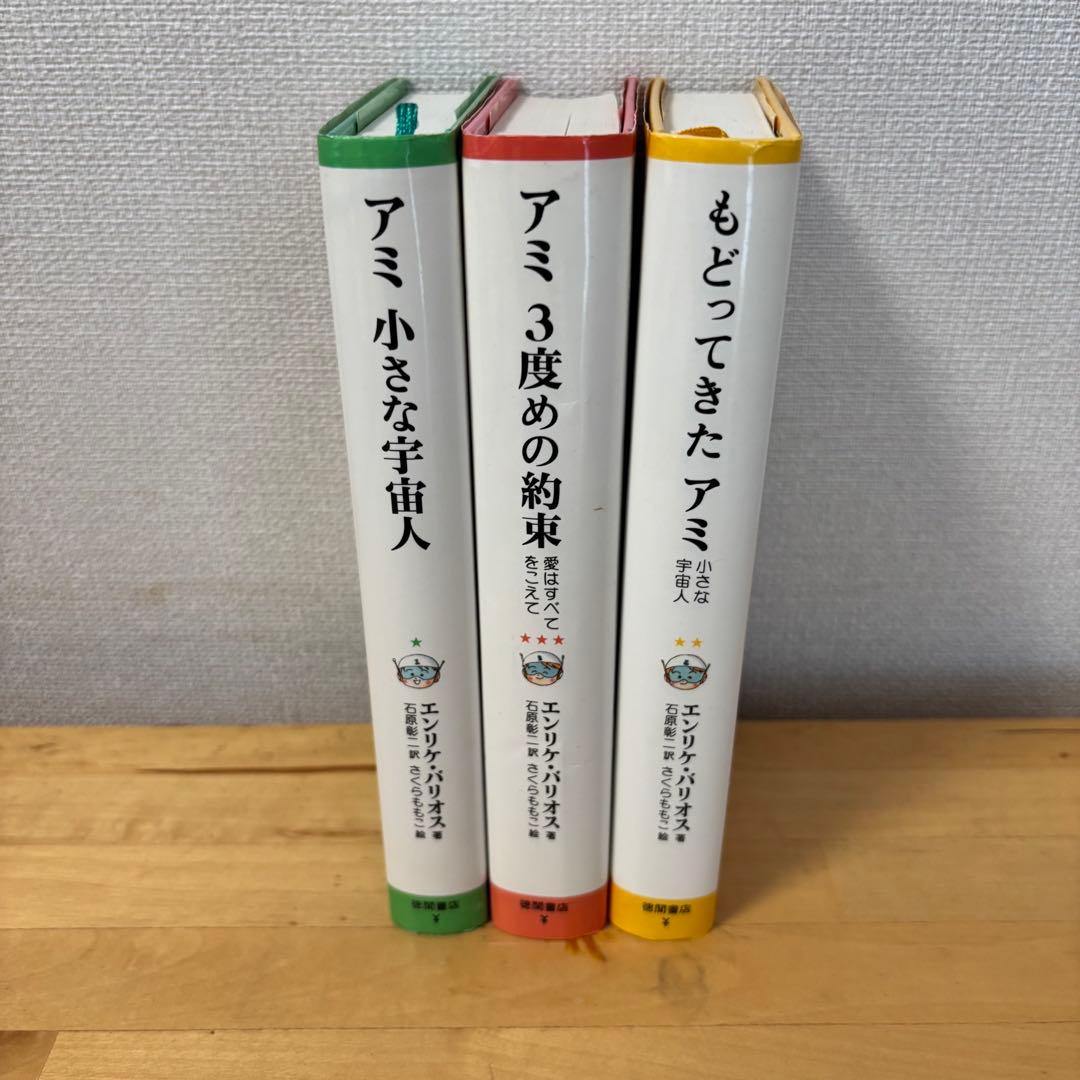 アミ 小さな宇宙人
エンリケ・バリオス 著
石原彰二 訳 さくらももこ 絵
徳間書店
アミ 3度めの約束
愛はすべて
をこえて
エンリケ・バリオス 著
石原彰二 訳 さくらももこ 絵
徳間書店
もどってきた アミ
小さな
宇宙人
エンリケ・バリオス 著
石原彰二 訳 さくらももこ 絵
徳間書店